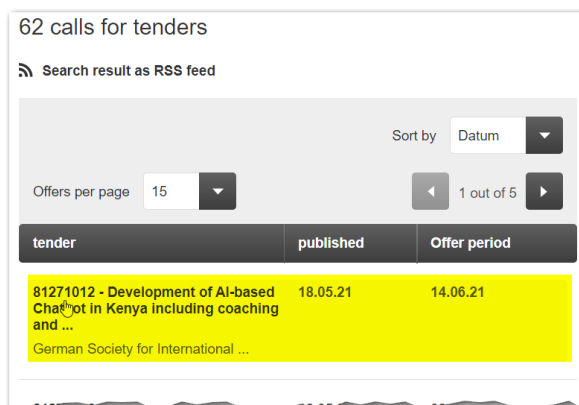 62 calls for tenders
Search result as RSS feed
Sort by Datum
Offers per page 15 1 out of 5
tender published Offer period
81271012 - Development of AI-based 18.05.21 14.06.21
Chatbot in Kenya including coaching
and ...
German Society for International ...